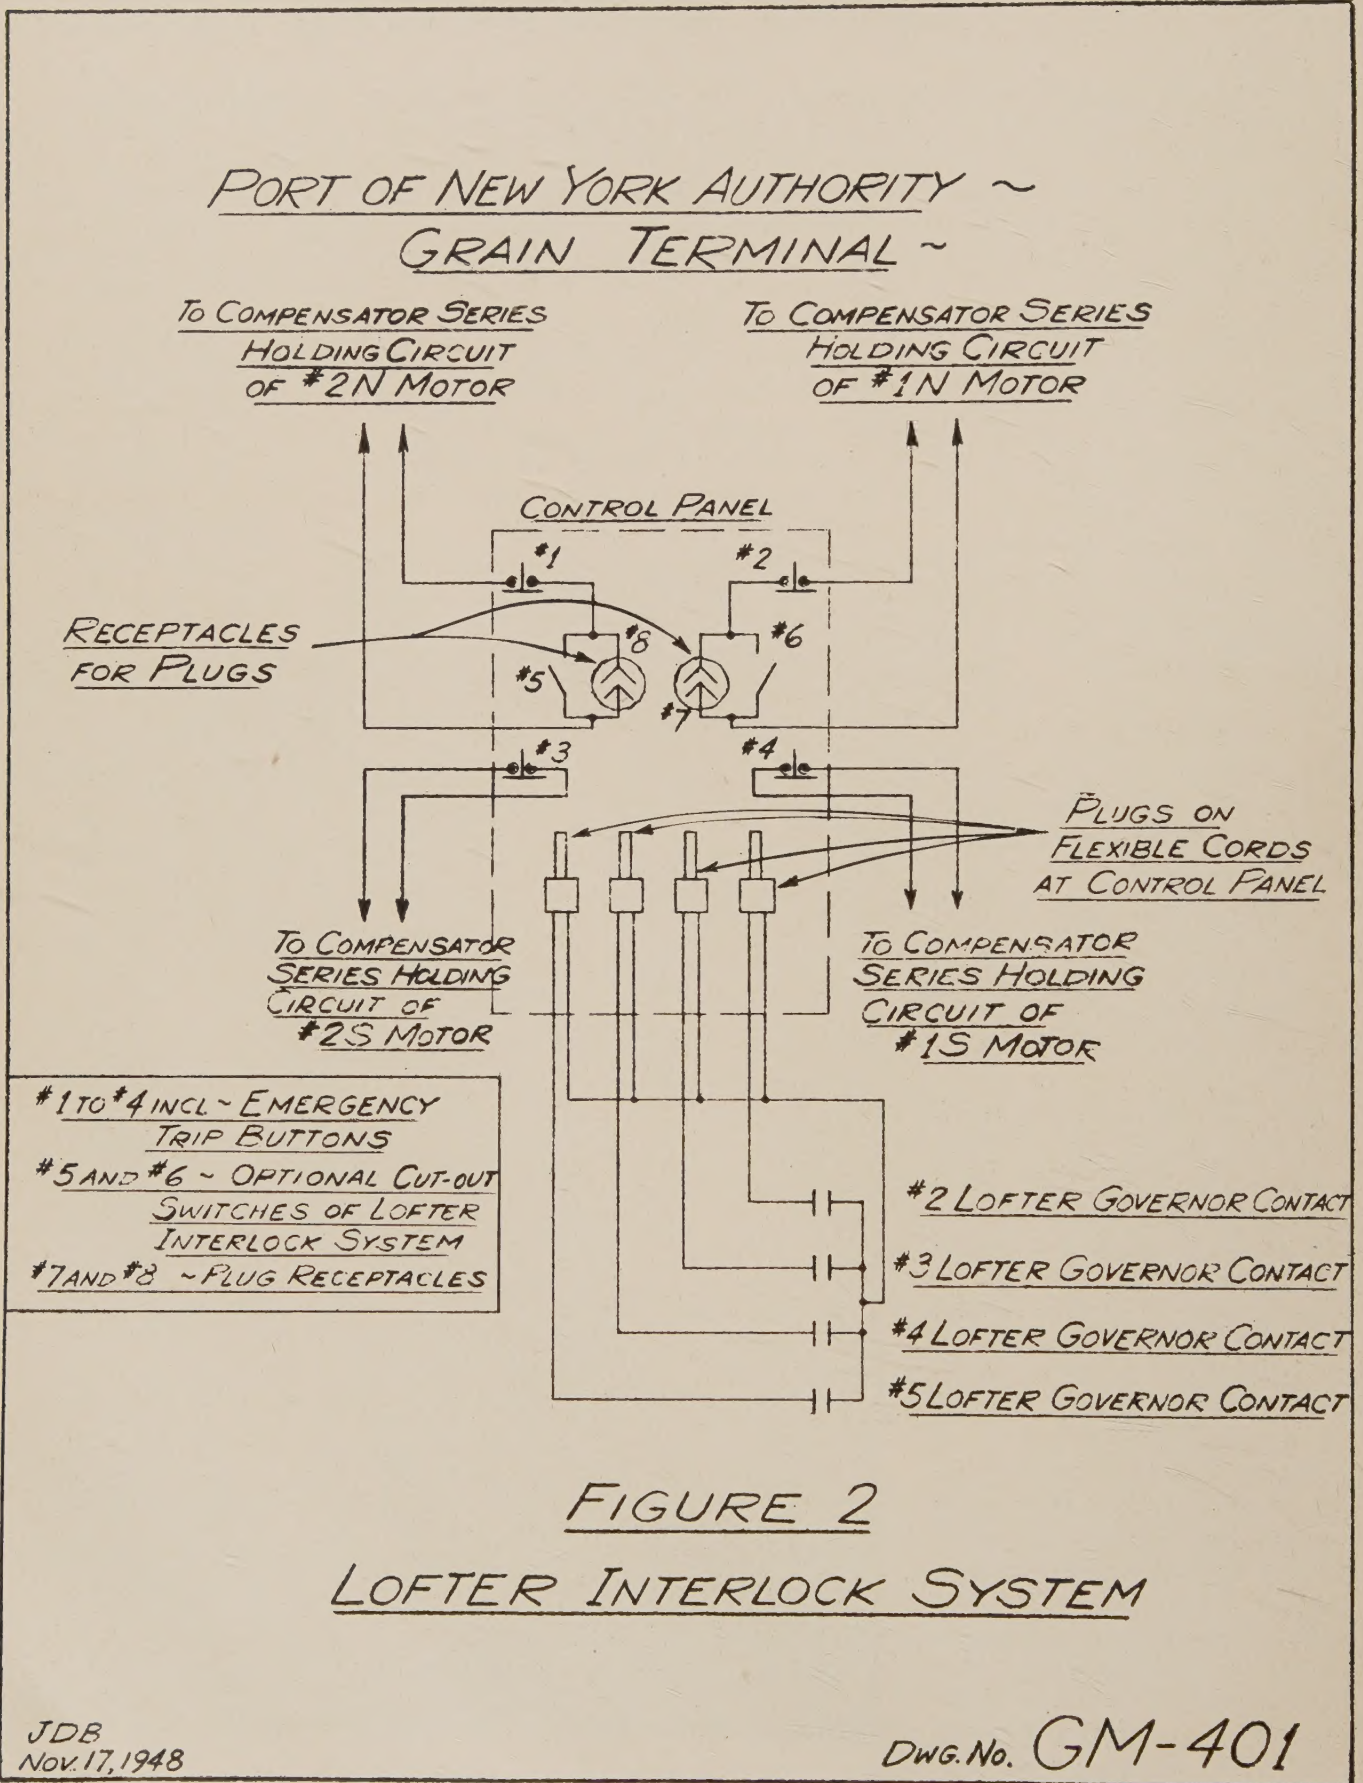 PORT OF NEW YORK AUTHORITY ~
GRAIN TERMINAL ~
TO COMPENSATOR SERIES
HOLDING CIRCUIT
OF #2N MOTOR
TO COMPENSATOR SERIES
HOLDING CIRCUIT
OF #1N MOTOR
CONTROL PANEL
#1
#2
RECEPTACLES
FOR PLUGS
#8
#6
#5
#7
#3
#4
PLUGS ON
FLEXIBLE CORDS
AT CONTROL PANEL
TO COMPENSATOR
SERIES HOLDING
CIRCUIT OF
#2S MOTOR
TO COMPENSATOR
SERIES HOLDING
CIRCUIT OF
#1S MOTOR
#1 TO #4 INCL ~ EMERGENCY
TRIP BUTTONS
#5 AND #6 ~ OPTIONAL CUT-OUT
SWITCHES OF LOFTER
INTERLOCK SYSTEM
#7 AND #8 ~ PLUG RECEPTACLES
#2 LOFTER GOVERNOR CONTACT
#3 LOFTER GOVERNOR CONTACT
#4 LOFTER GOVERNOR CONTACT
#5 LOFTER GOVERNOR CONTACT
FIGURE 2
LOFTER INTERLOCK SYSTEM
JDB
NOV. 17, 1948
DWG. NO. GM-401